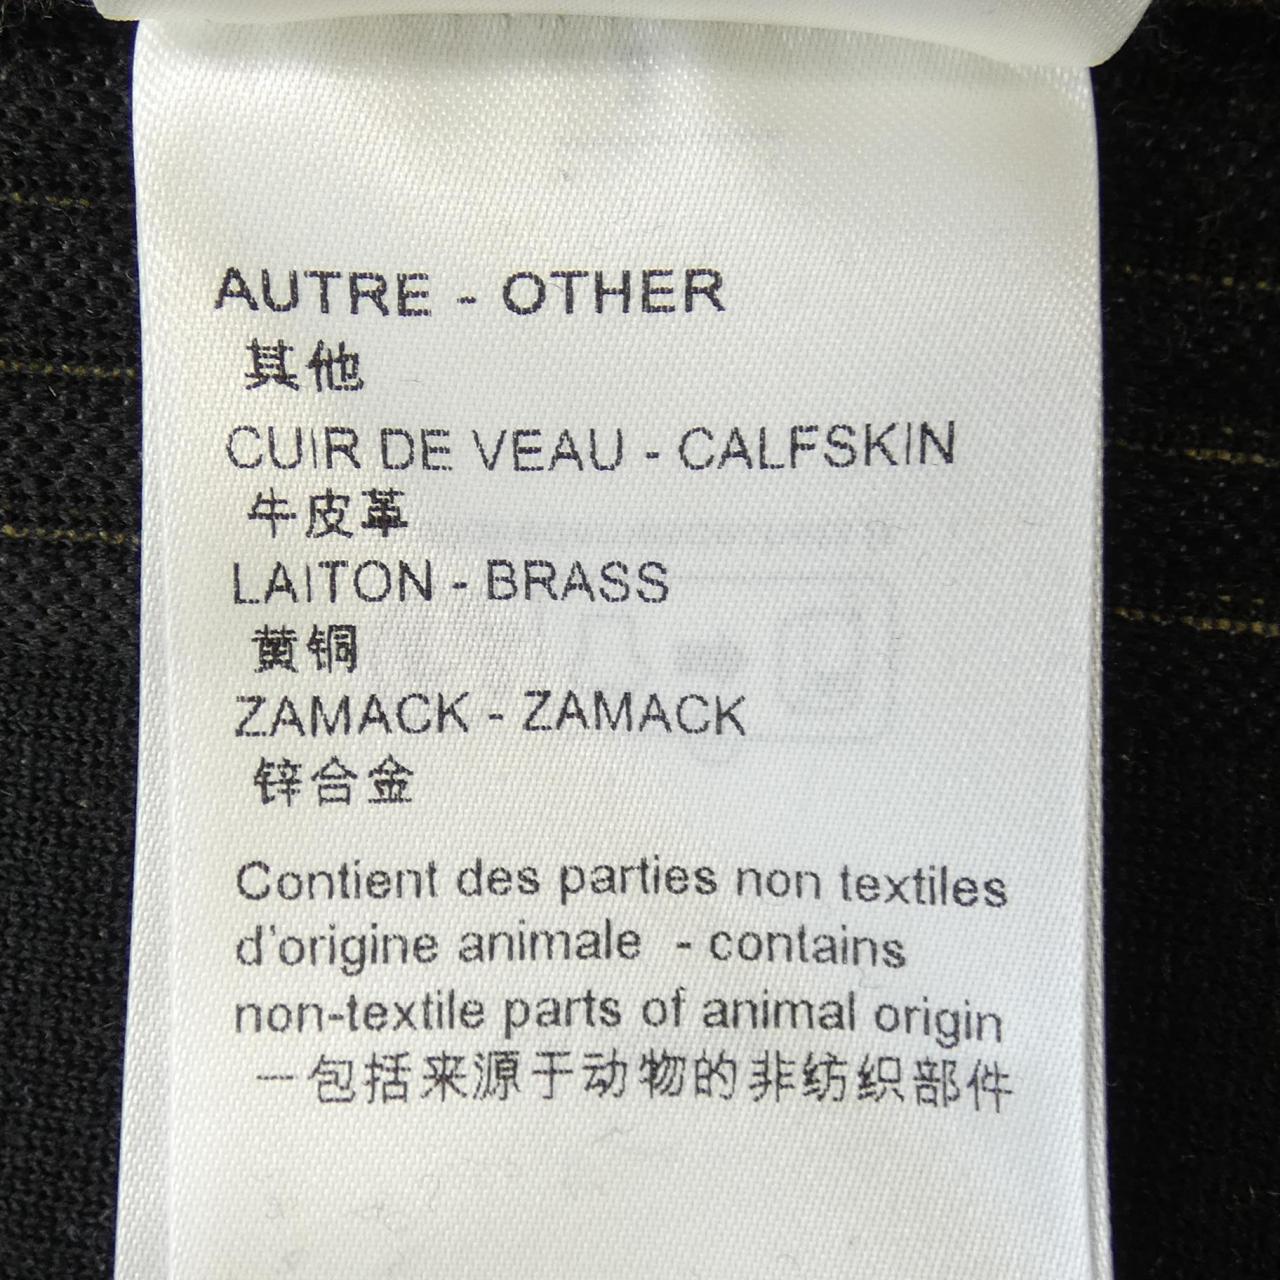 AUTRE - OTHER
其他
CUIR DE VEAU - CALFSKIN
牛皮革
LAITON - BRASS
黄铜
ZAMACK - ZAMACK
锌合金
Contient des parties non textiles
d'origine animale - contains
non-textile parts of animal origin
一包括来源于动物的非纺织部件